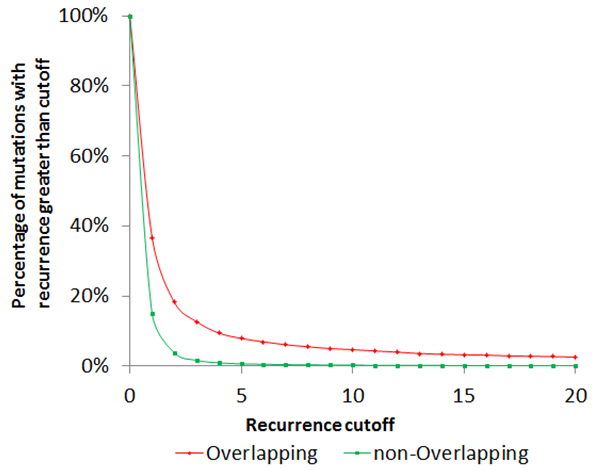 Percentage of mutations with
recurrence greater than cutoff
100%
80%
60%
40%
20%
0%
0 5 10 15 20
Recurrence cutoff
Overlapping non-Overlapping